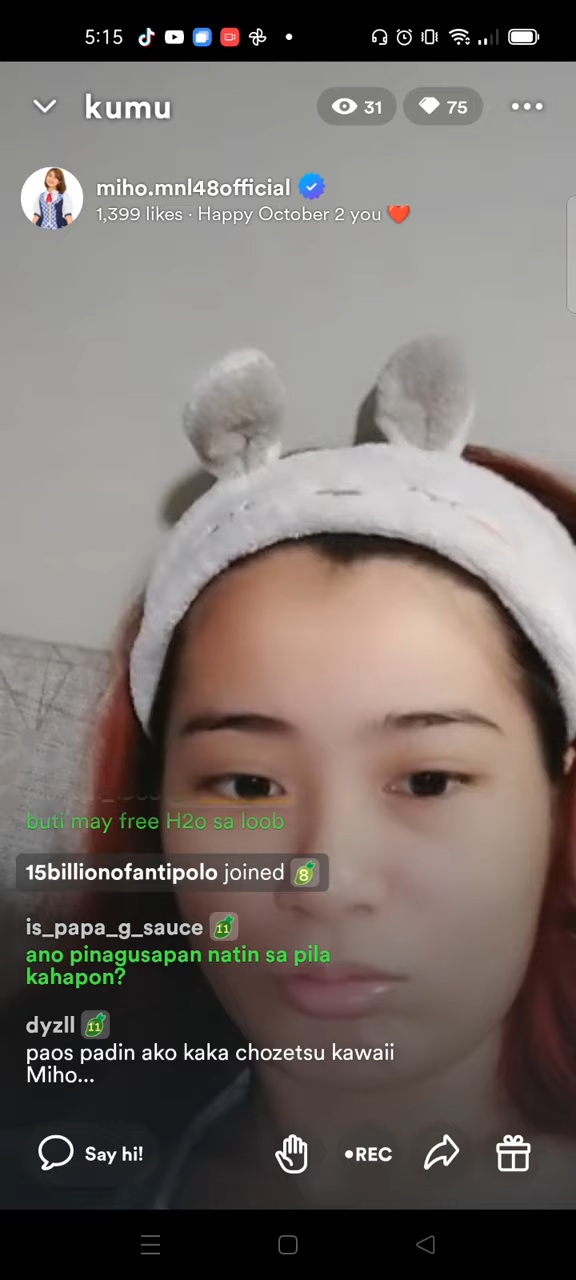 5:15
kumu
31
75
miho.mnl48official
1,399 likes · Happy October 2 you ❤️
buti may free H2o sa loob
15billionofantipolo joined 8
is_papa_g_sauce 11
ano pinagusapan natin sa pila
kahapon?
dyzll 11
paos padin ako kaka chozetsu kawaii
Miho...
Say hi!
•REC